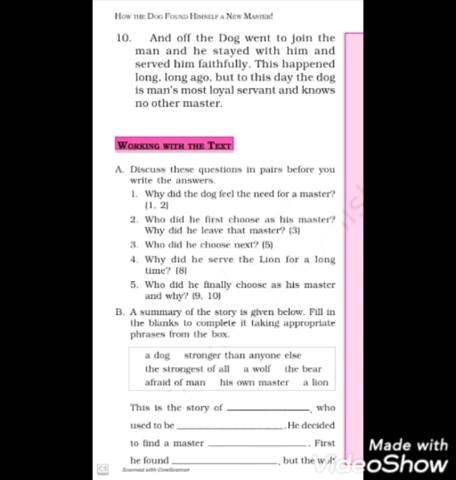 HOW THE DOG FOUND HIMSELF A NEW MASTER!
10. And off the Dog went to join the
man and he stayed with him and
served him faithfully. This happened
long, long ago, but to this day the dog
is man's most loyal servant and knows
no other master.
WORKING WITH THE TEXT
A. Discuss these questions in pairs before you
write the answers.
1. Why did the dog feel the need for a master?
(1, 2)
2. Who did he first choose as his master?
Why did he leave that master? (3)
3. Who did he choose next? (5)
4. Why did he serve the Lion for a long
time? (8)
5. Who did he finally choose as his master
and why? (9, 10)
B. A summary of the story is given below. Fill in
the blanks to complete it taking appropriate
phrases from the box.
a dog stronger than anyone else
the strongest of all a wolf the bear
afraid of man his own master a lion
This is the story of ____________, who
used to be ____________. He decided
to find a master ____________. First
he found ____________, but the wolf
CS Scanned with CamScanner
Made with
VideoShow